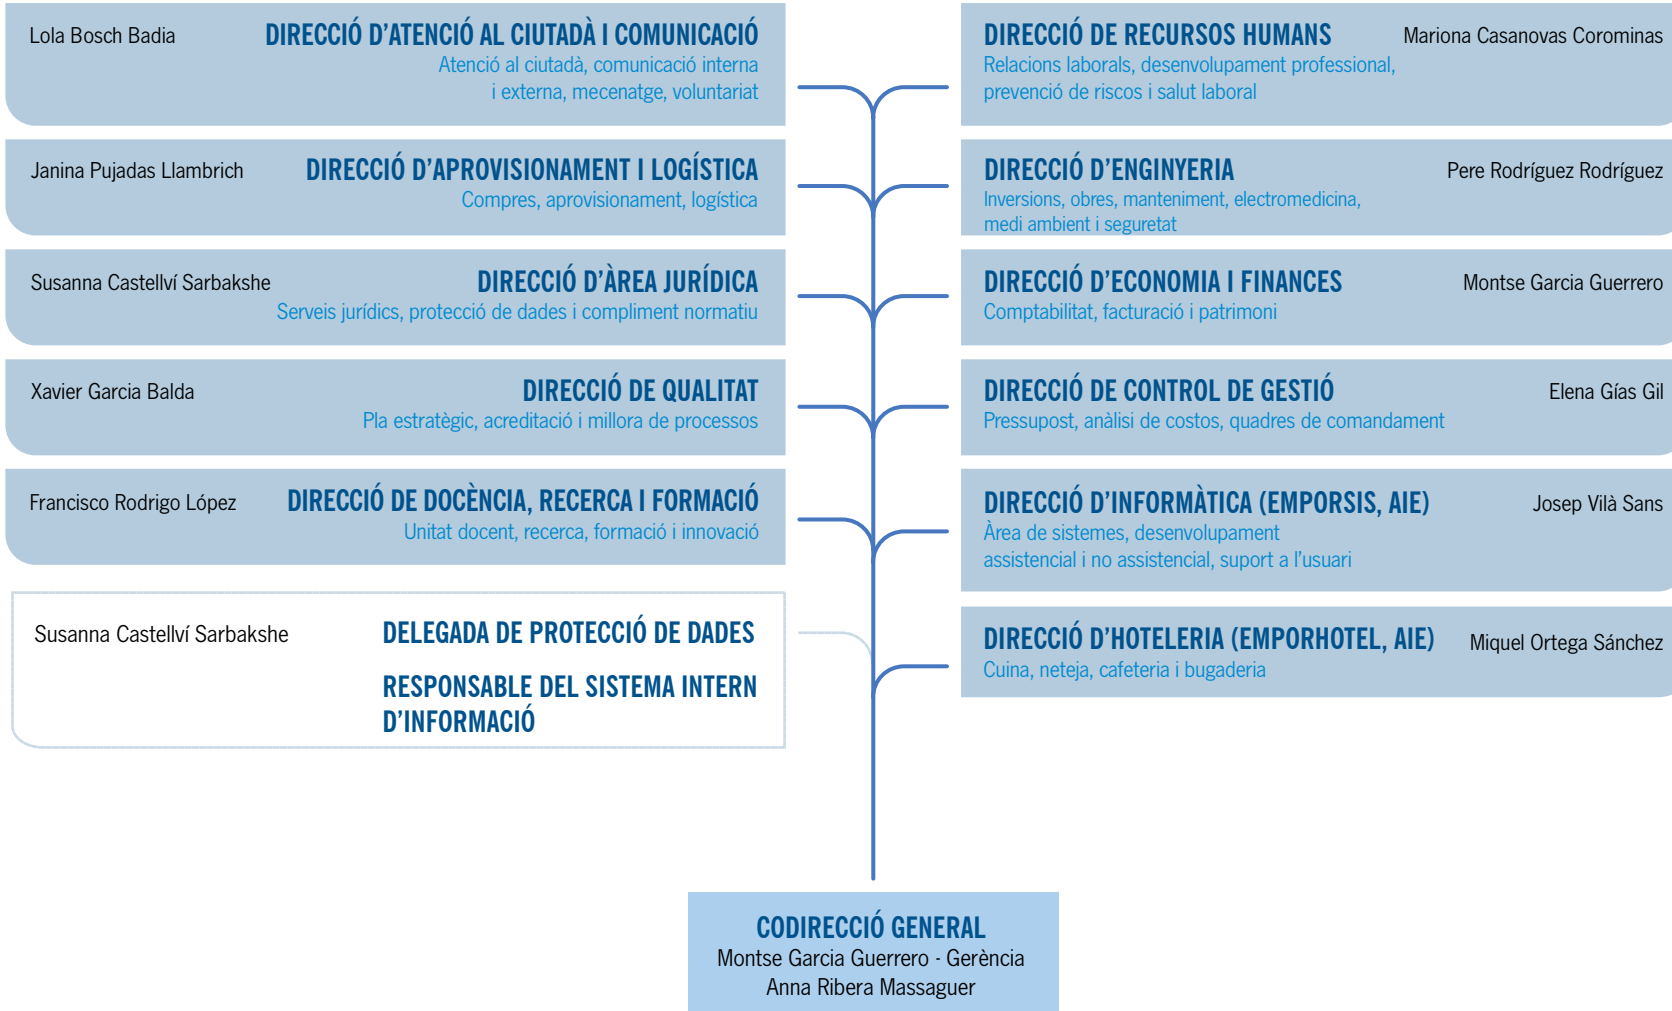 Lola Bosch Badia
DIRECCIÓ D'ATENCIÓ AL CIUTADÀ I COMUNICACIÓ
Atenció al ciutadà, comunicació interna
i externa, mecenatge, voluntariat
Janina Pujadas Llambrich
DIRECCIÓ D'APROVISIONAMENT I LOGÍSTICA
Compres, aprovisionament, logística
Susanna Castellví Sarbakshe
DIRECCIÓ D'ÀREA JURÍDICA
Serveis jurídics, protecció de dades i compliment normatiu
Xavier Garcia Balda
DIRECCIÓ DE QUALITAT
Pla estratègic, acreditació i millora de processos
Francisco Rodrigo López
DIRECCIÓ DE DOCÈNCIA, RECERCA I FORMACIÓ
Unitat docent, recerca, formació i innovació
Susanna Castellví Sarbakshe
DELEGADA DE PROTECCIÓ DE DADES
RESPONSABLE DEL SISTEMA INTERN
D'INFORMACIÓ
DIRECCIÓ DE RECURSOS HUMANS
Mariona Casanovas Corominas
Relacions laborals, desenvolupament professional,
prevenció de riscos i salut laboral
DIRECCIÓ D'ENGINYERIA
Pere Rodríguez Rodríguez
Inversions, obres, manteniment, electromedicina,
medi ambient i seguretat
DIRECCIÓ D'ECONOMIA I FINANCES
Montse Garcia Guerrero
Comptabilitat, facturació i patrimoni
DIRECCIÓ DE CONTROL DE GESTIÓ
Elena Gías Gil
Pressupost, anàlisi de costos, quadres de comandament
DIRECCIÓ D'INFORMÀTICA (EMPORSIS, AIE)
Josep Vilà Sans
Àrea de sistemes, desenvolupament
assistencial i no assistencial, suport a l'usuari
DIRECCIÓ D'HOTELERIA (EMPORHOTEL, AIE)
Miquel Ortega Sánchez
Cuina, neteja, cafeteria i bugaderia
CODIRECCIÓ GENERAL
Montse Garcia Guerrero - Gerència
Anna Ribera Massaguer